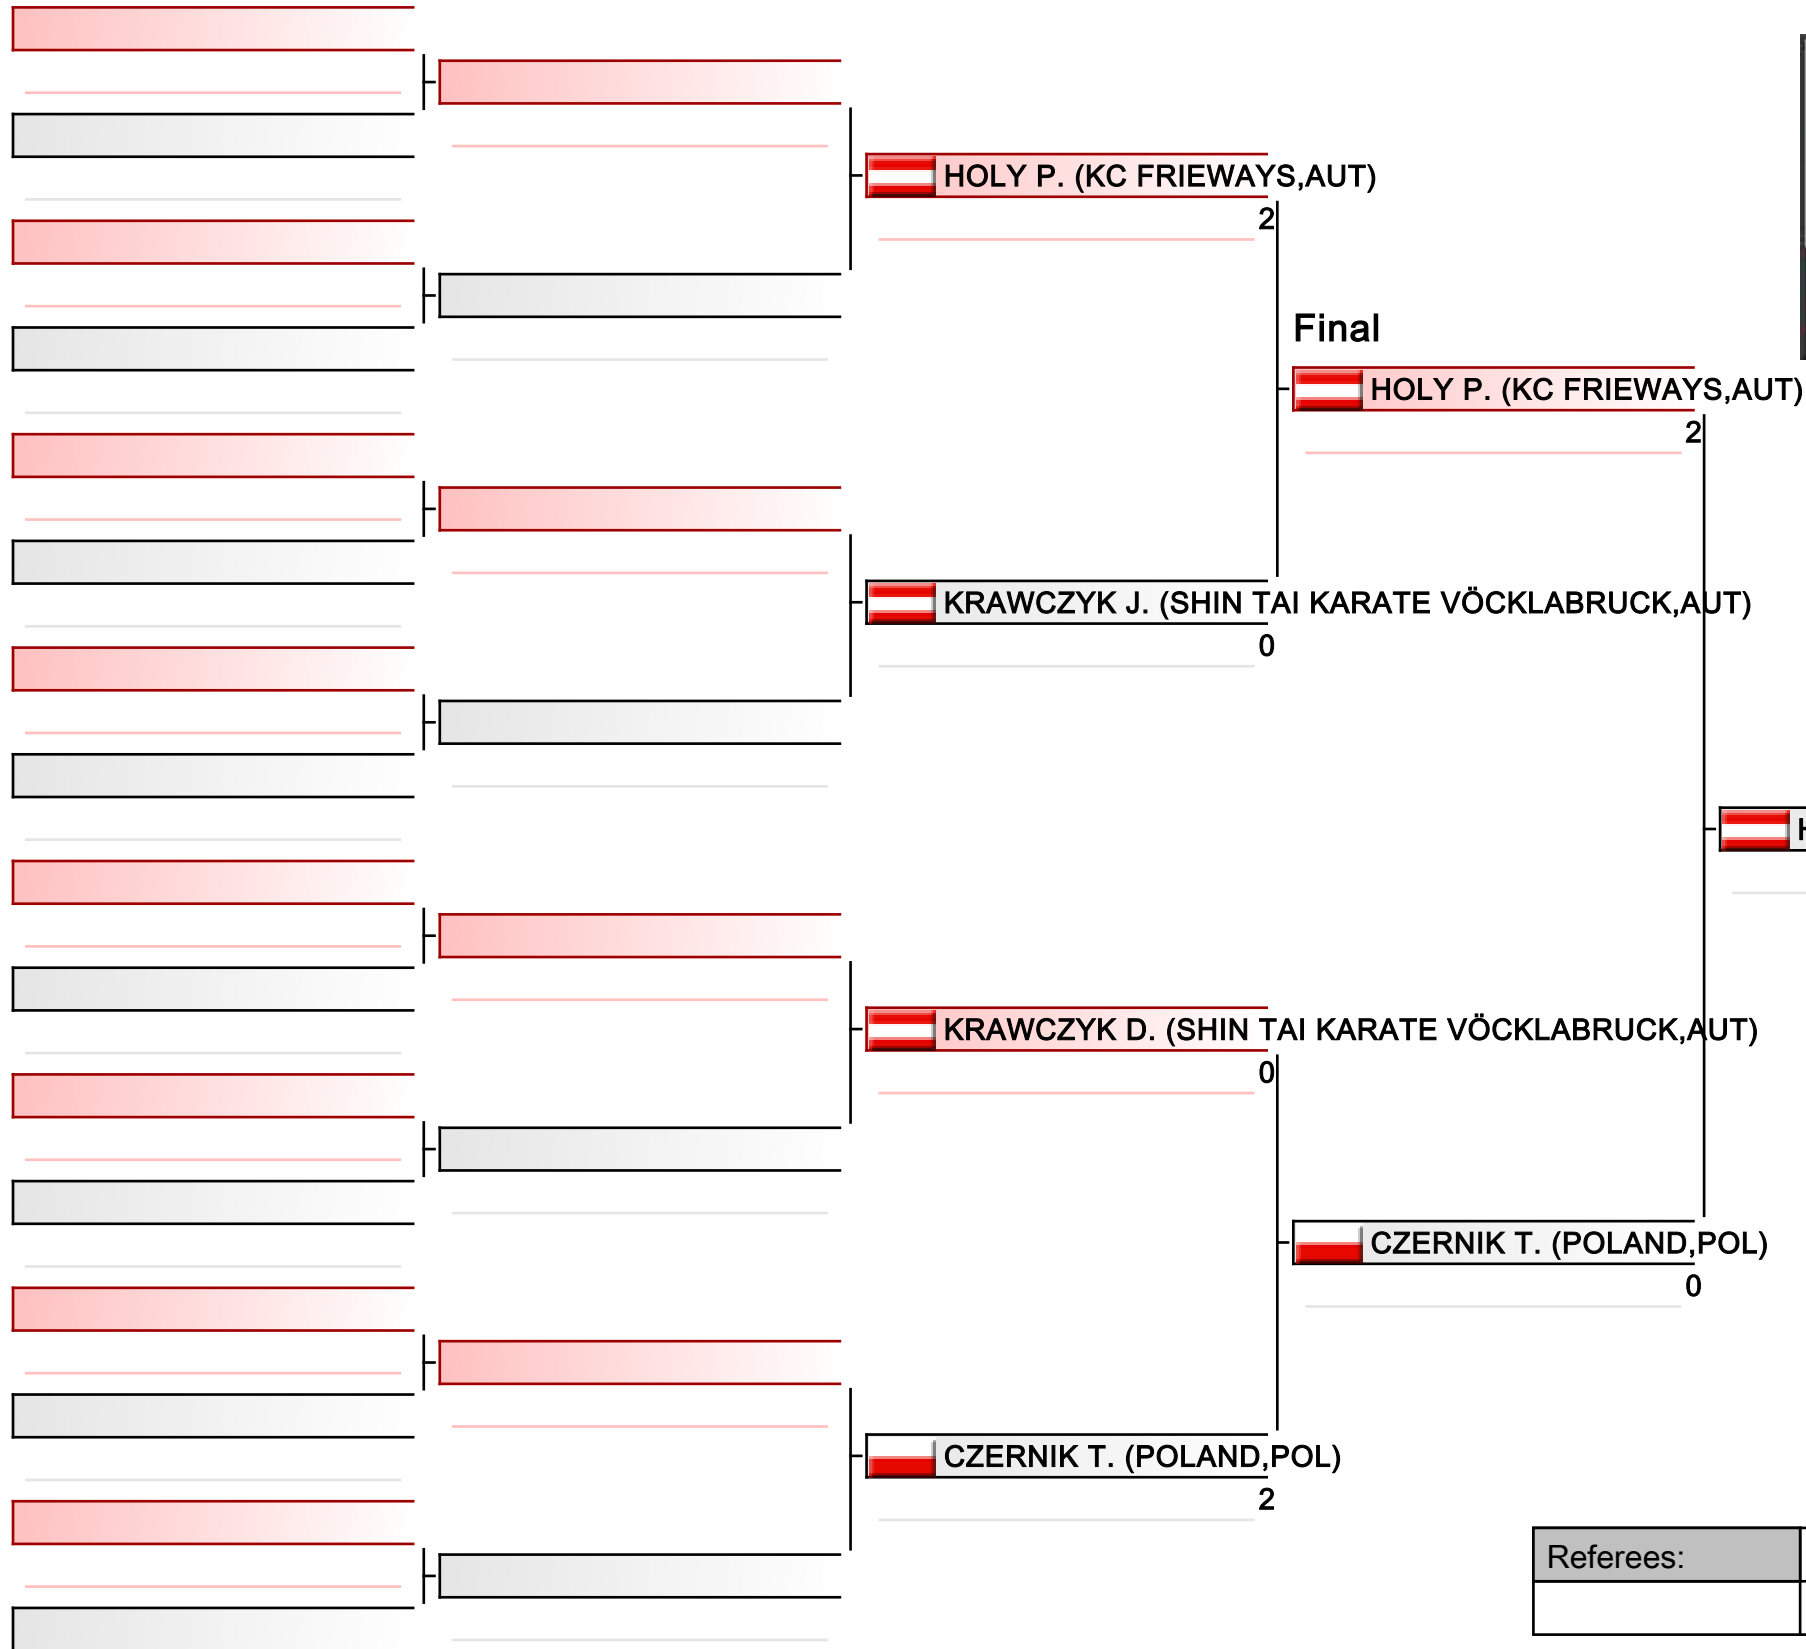 HOLY P. (KC FRIEWAYS,AUT)
2
Final
HOLY P. (KC FRIEWAYS,AUT)
2
KRAWCZYK J. (SHIN TAI KARATE VÖCKLABRUCK,AUT)
0
KRAWCZYK D. (SHIN TAI KARATE VÖCKLABRUCK,AUT)
0
CZERNIK T. (POLAND,POL)
0
CZERNIK T. (POLAND,POL)
2
Referees: